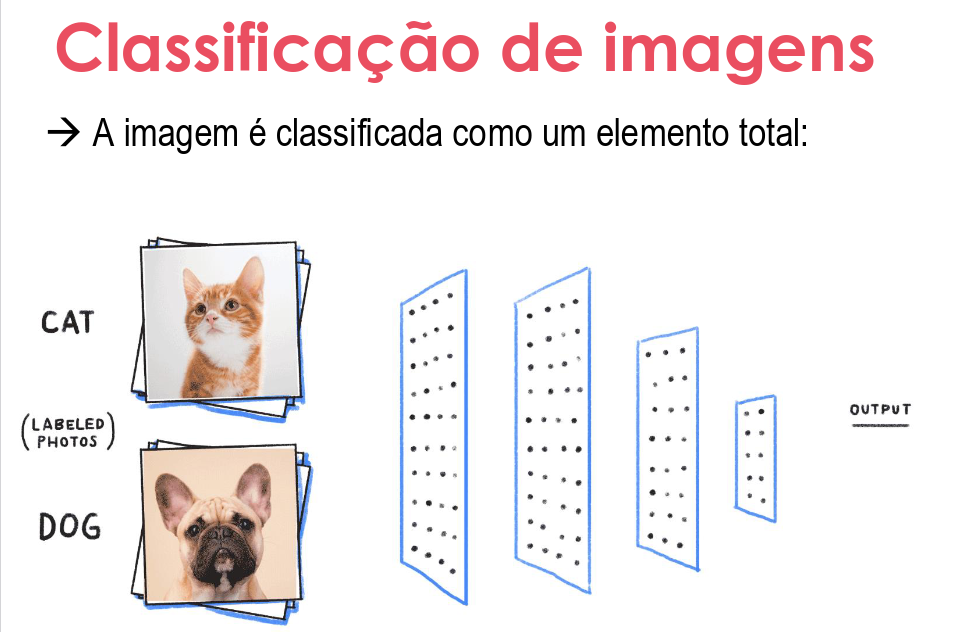 Classificação de imagens
→ A imagem é classificada como um elemento total:
CAT
(LABELED
PHOTOS)
DOG
OUTPUT